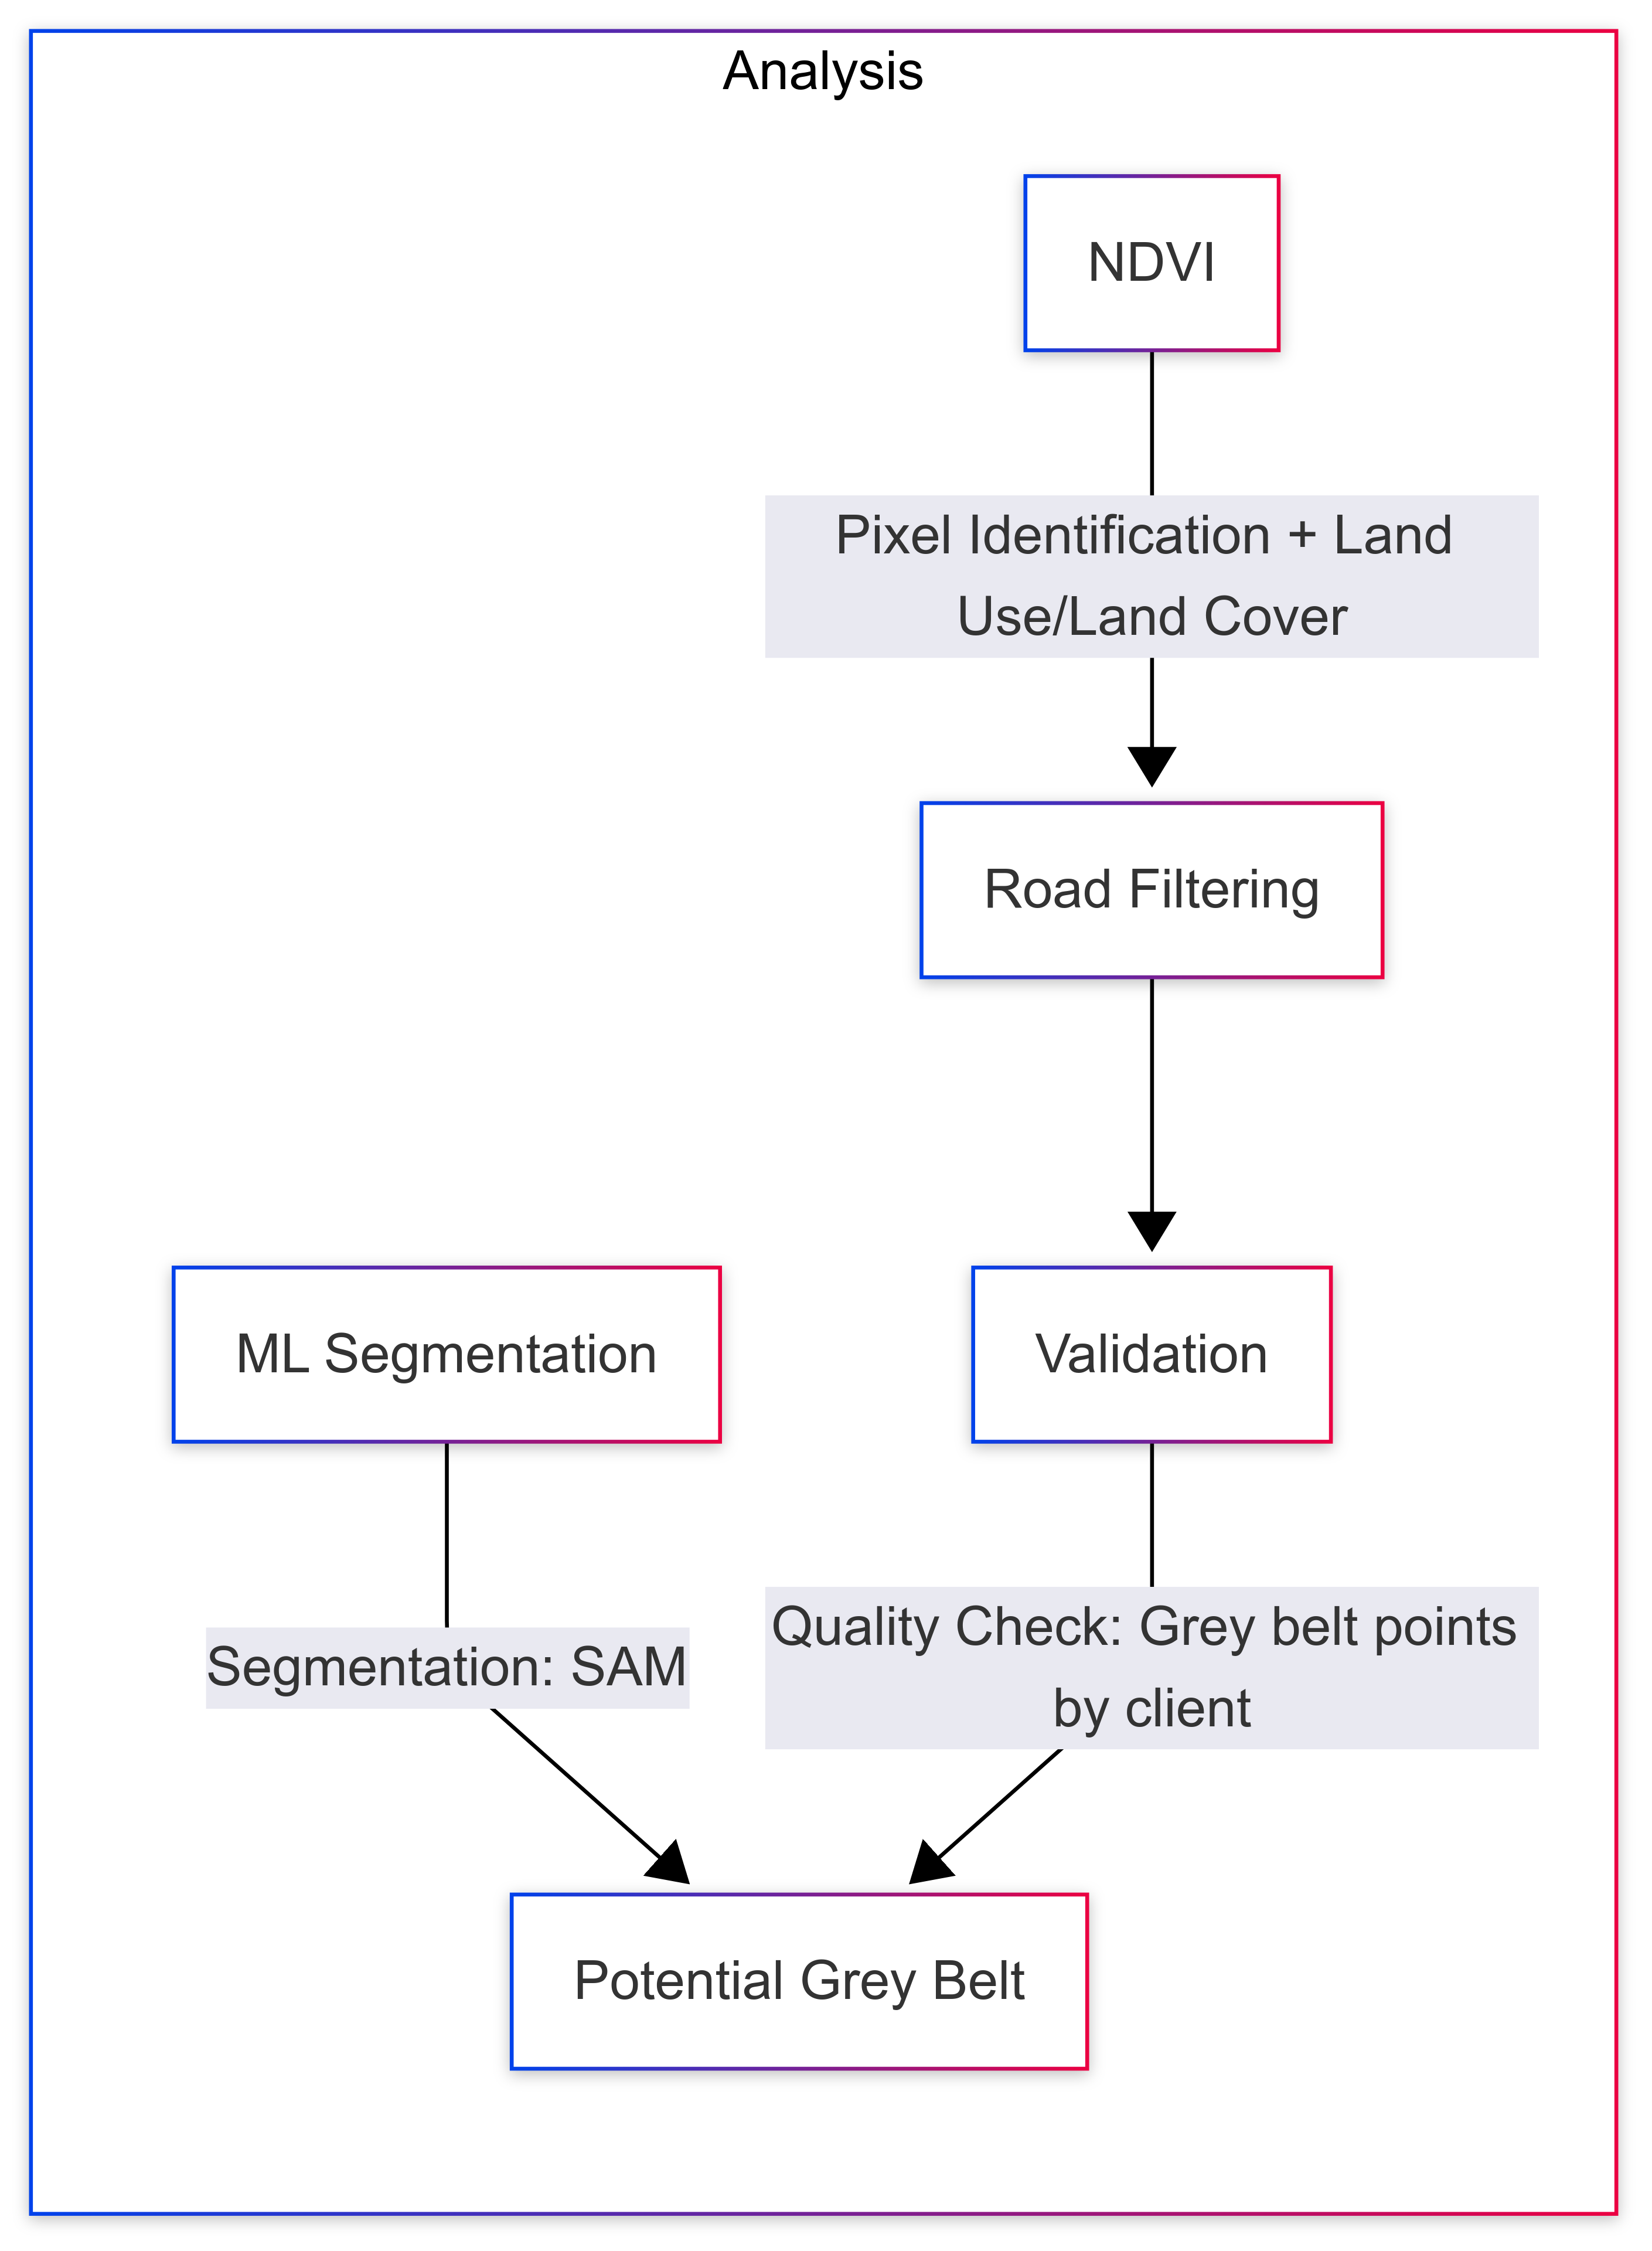 Analysis
NDVI
Pixel Identification + Land
Use/Land Cover
Road Filtering
ML Segmentation
Validation
Segmentation: SAM
Quality Check: Grey belt points
by client
Potential Grey Belt